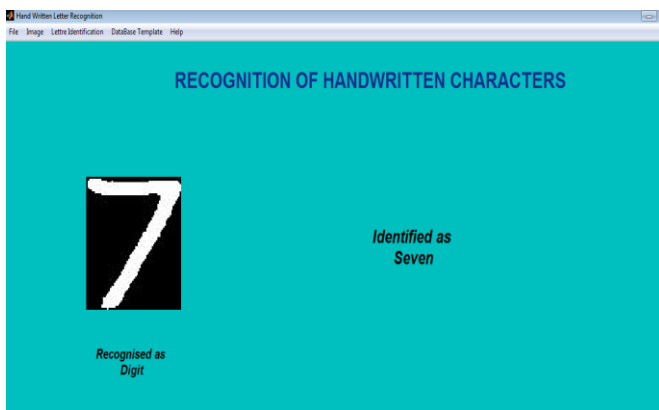 Hand Written Letter Recognition
File Image Lettre Identification DataBase Template Help
RECOGNITION OF HANDWRITTEN CHARACTERS
7
Identified as
Seven
Recognised as
Digit